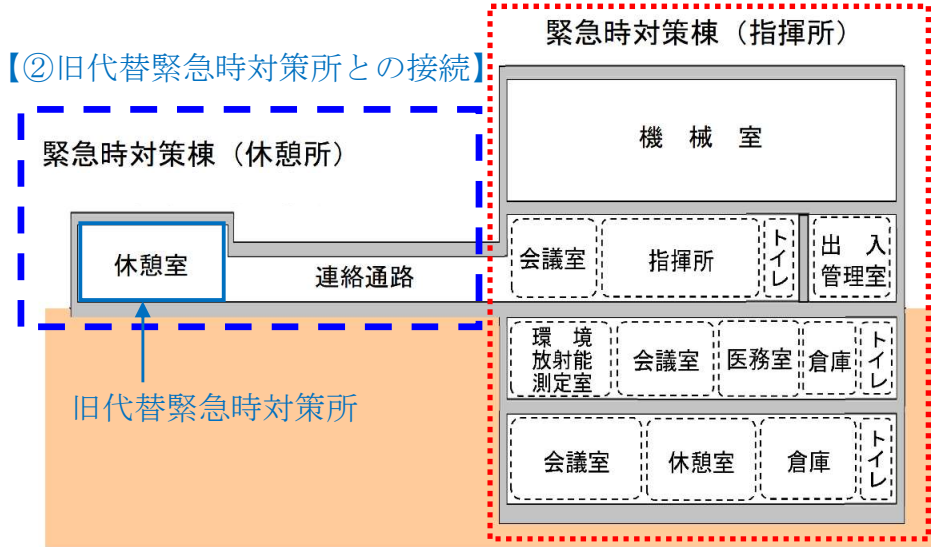 緊急時対策棟（指揮所）
【②旧代替緊急時対策所との接続】
機 械 室
緊急時対策棟（休憩所）
休憩室
連絡通路
会議室
指揮所
トイレ
出 入
管理室
旧代替緊急時対策所
環 境
放射能
測定室
会議室
医務室
倉庫
トイレ
会議室
休憩室
倉庫
トイレ